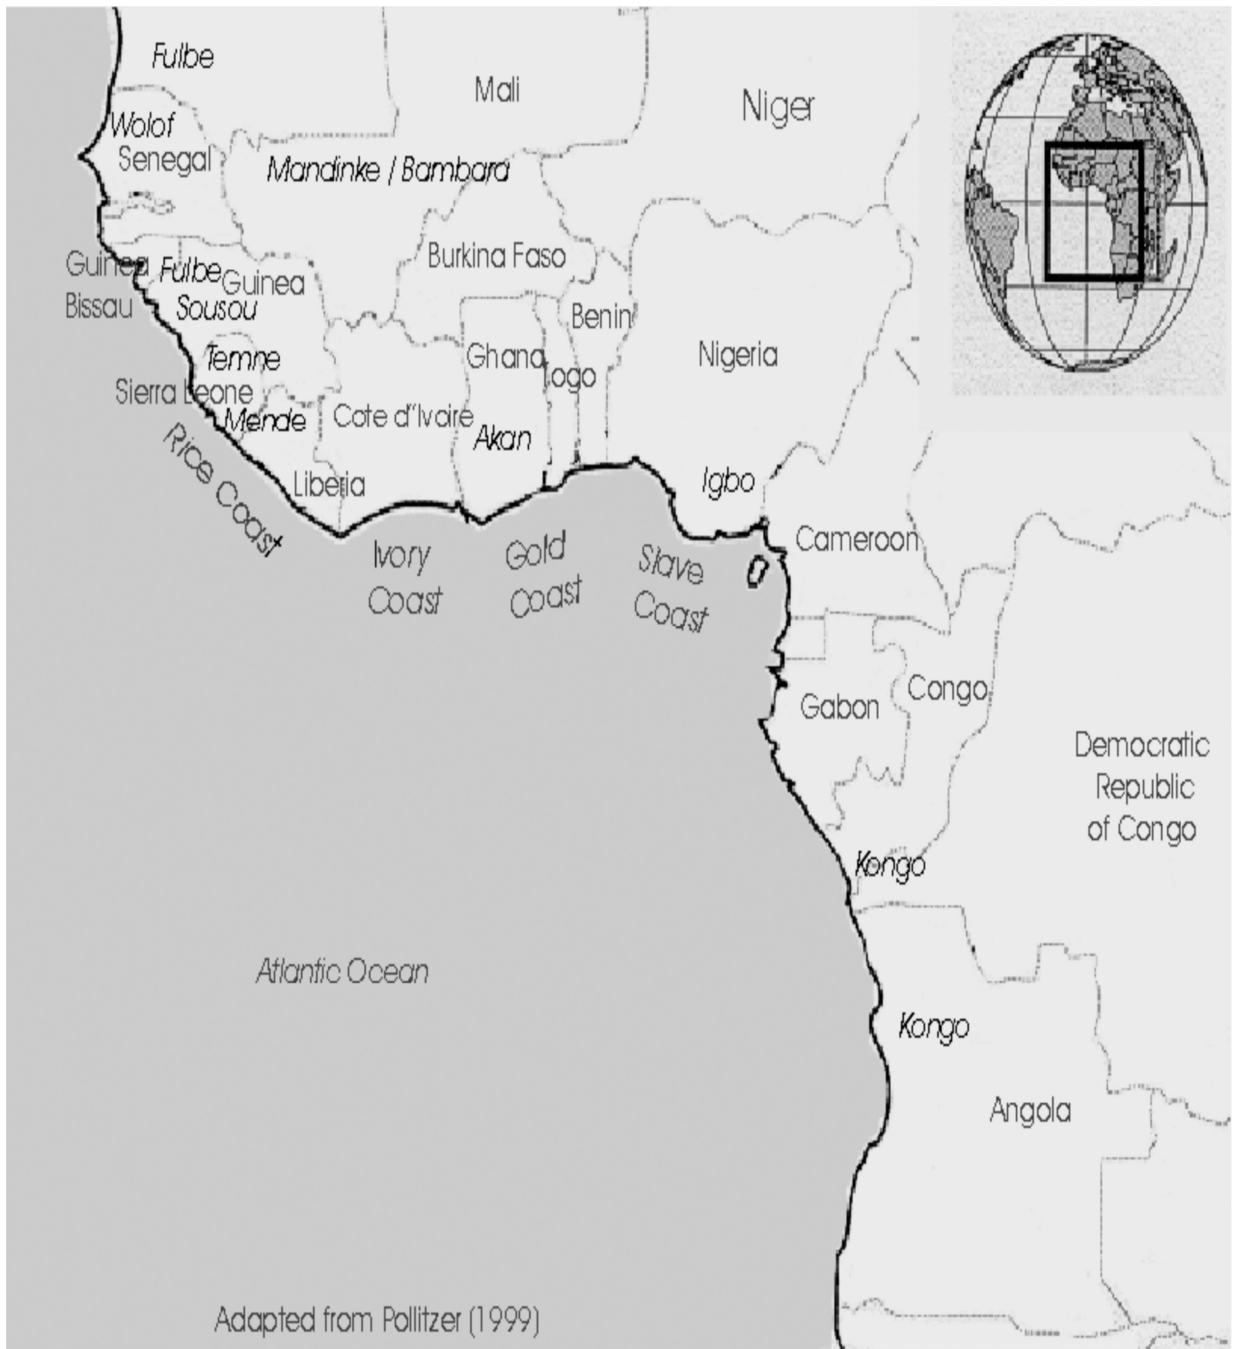 Fulbe
Mali
Niger
Wolof
Senegal
Mandinke / Bambara
Burkina Faso
Guinea
Bissau
Fulbe
Guinea
Sousou
Benin
Ghana
Togo
Nigeria
Temne
Sierra Leone
Mende
Cote d"Ivoire
Akan
Liberia
Igbo
Rice Coast
Ivory
Coast
Gold
Coast
Slave
Coast
Cameroon
Gabon
Congo
Democratic
Republic
of Congo
Kongo
Atlantic Ocean
Kongo
Angola
Adapted from Pollitzer (1999)